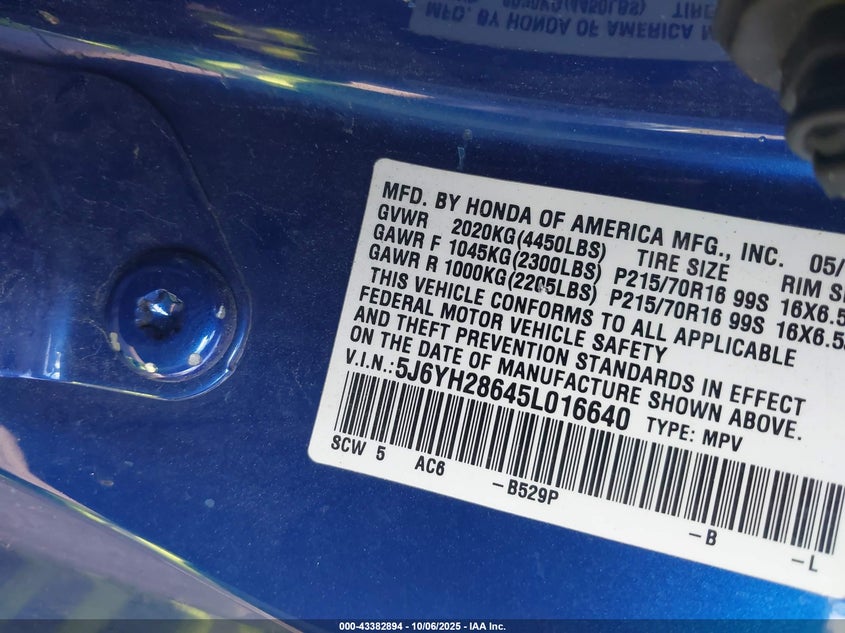 MFD. BY HONDA OF AMERICA MFG., INC. 05/
GVWR 2020KG(4450LBS) TIRE SIZE RIM
GAWR F 1045KG(2300LBS) P215/70R16 99S 16X6.5
GAWR R 1000KG(2205LBS) P215/70R16 99S 16X6.5
THIS VEHICLE CONFORMS TO ALL APPLICABLE
FEDERAL MOTOR VEHICLE SAFETY
AND THEFT PREVENTION STANDARDS IN EFFECT
ON THE DATE OF MANUFACTURE SHOWN ABOVE.
V.I.N.: 5J6YH28645L016640 TYPE: MPV
SCW 5 AC6 -B529P -B -L
000-43382894 - 10/06/2025 - IAA Inc.